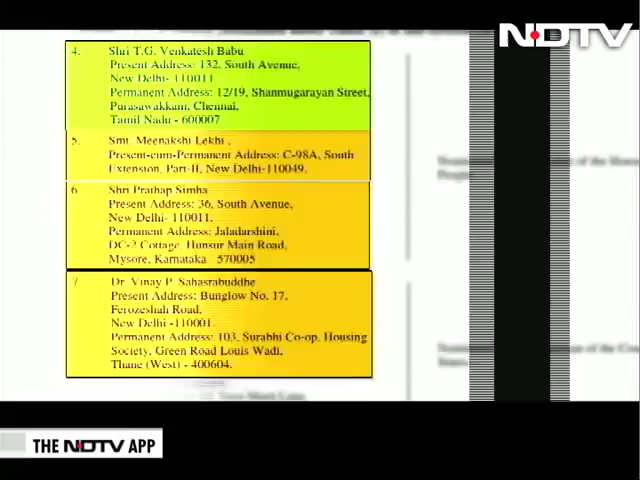 NDTV
4. Shri T.G. Venkatesh Babu
Present Address: 132, South Avenue,
New Delhi- 110011
Permanent Address: 12/19, Shanmugarayan Street,
Purasawakkam, Chennai,
Tamil Nadu - 600007
5. Smt. Meenakshi Lekhi ,
Present-cum-Permanent Address: C-98A, South
Extension, Part-II, New Delhi-110049.
6 Shri Prathap Simha
Present Address: 36, South Avenue,
New Delhi- 110011.
Permanent Address: Jaladarshini,
DC-2 Cottage, Hunsur Main Road,
Mysore, Karnataka 570005
7 Dr. Vinay P. Sahasrabuddhe
Present Address: Bunglow No. 17,
Ferozeshah Road,
New Delhi -110001.
Permanent Address: 103, Surabhi Co-op. Housing
Society, Green Road Louis Wadi,
Thane (West) - 400604.
THE NDTV APP